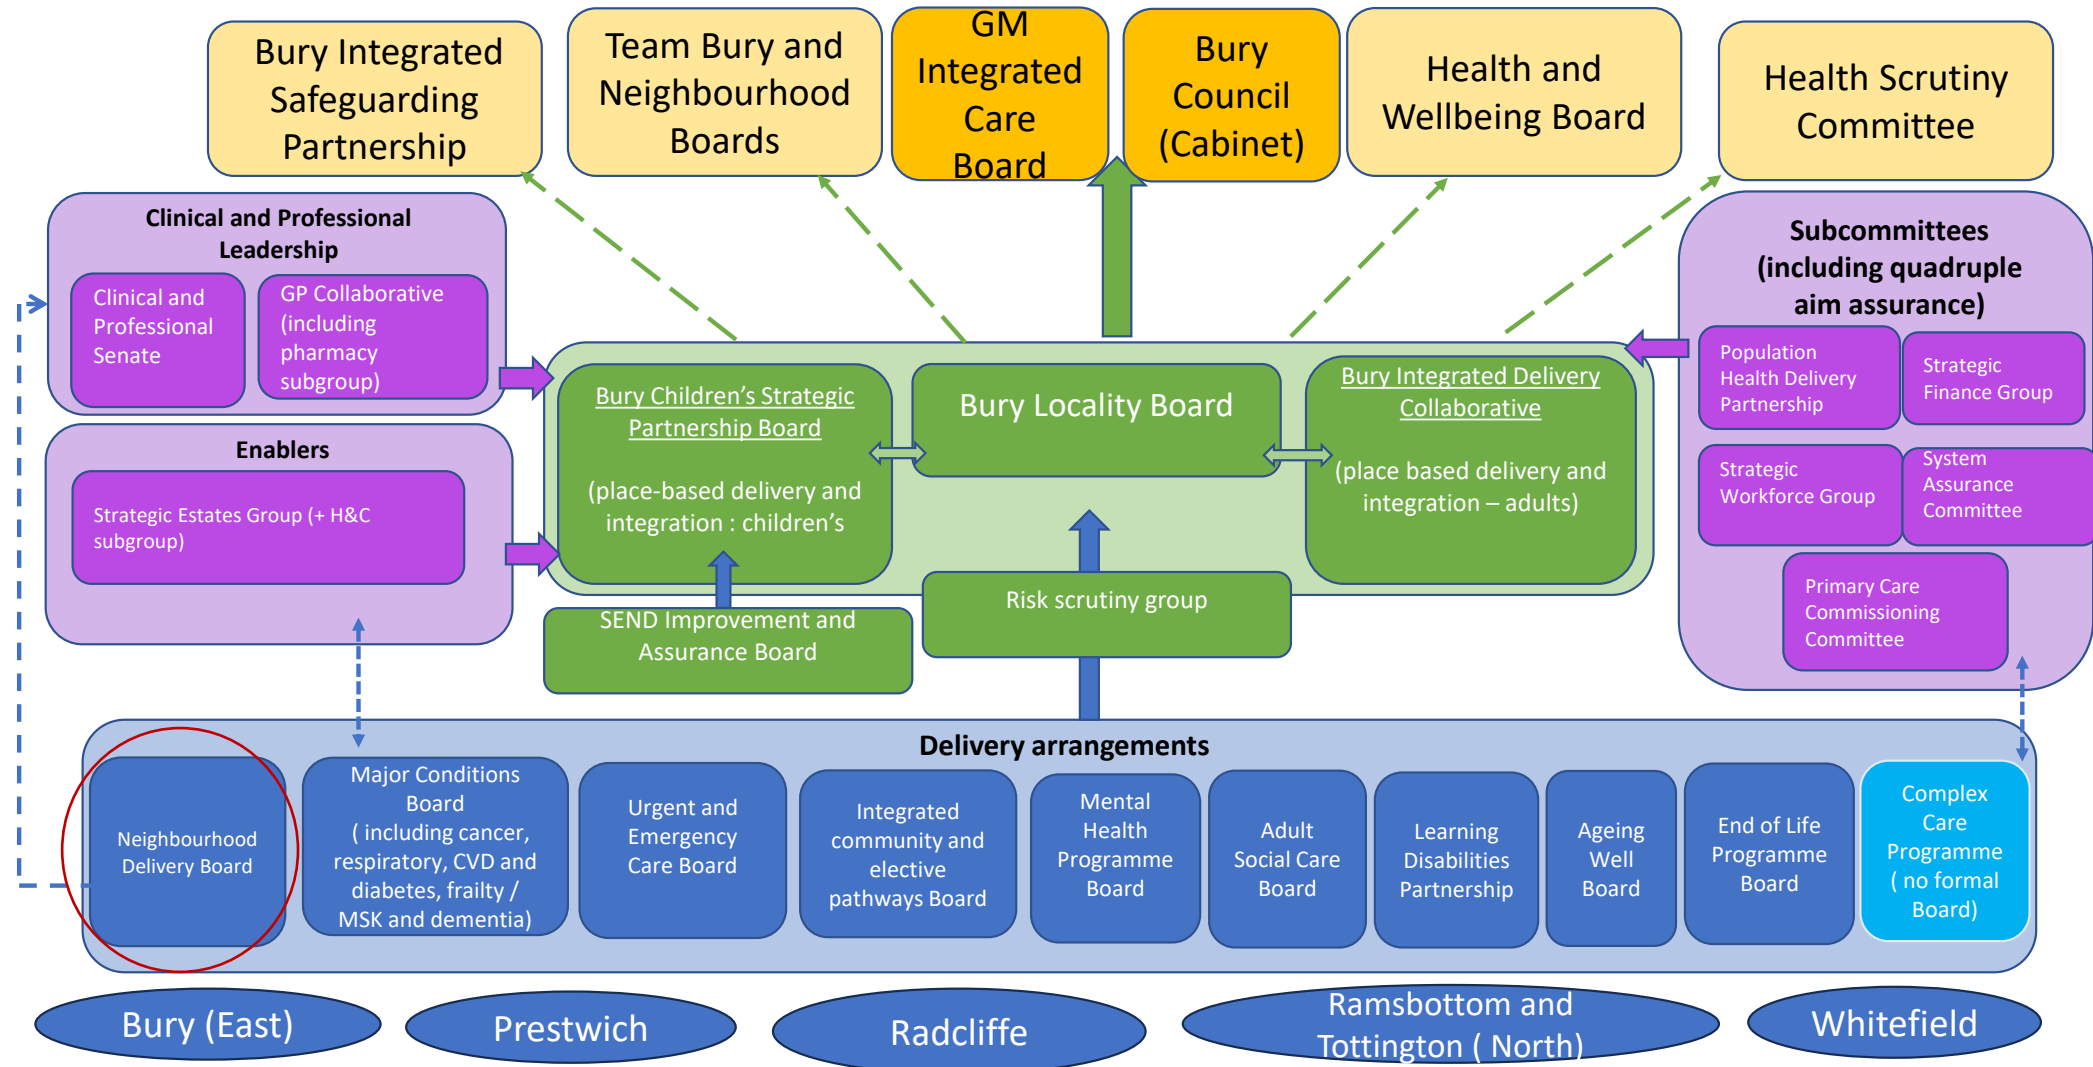 Bury Integrated
Safeguarding
Partnership
Team Bury and
Neighbourhood
Boards
GM
Integrated
Care
Board
Bury
Council
(Cabinet)
Health and
Wellbeing Board
Health Scrutiny
Committee
Clinical and Professional
Leadership
Clinical and
Professional
Senate
GP Collaborative
(including
pharmacy
subgroup)
Enablers
Strategic Estates Group (+ H&C
subgroup)
Bury Children's Strategic
Partnership Board
(place-based delivery and
integration : children's
Bury Locality Board
Bury Integrated Delivery
Collaborative
(place based delivery and
integration – adults)
SEND Improvement and
Assurance Board
Risk scrutiny group
Subcommittees
(including quadruple
aim assurance)
Population
Health Delivery
Partnership
Strategic
Finance Group
Strategic
Workforce Group
System
Assurance
Committee
Primary Care
Commissioning
Committee
Delivery arrangements
Neighbourhood
Delivery Board
Major Conditions
Board
( including cancer,
respiratory, CVD and
diabetes, frailty /
MSK and dementia)
Urgent and
Emergency
Care Board
Integrated
community and
elective
pathways Board
Mental
Health
Programme
Board
Adult
Social Care
Board
Learning
Disabilities
Partnership
Ageing
Well
Board
End of Life
Programme
Board
Complex
Care
Programme
( no formal
Board)
Bury (East)
Prestwich
Radcliffe
Ramsbottom and
Tottington ( North)
Whitefield